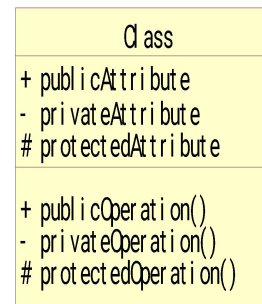 Class
+ publicAttribute
- privateAttribute
# protectedAttribute
+ publicOperation()
- privateOperation()
# protectedOperation()